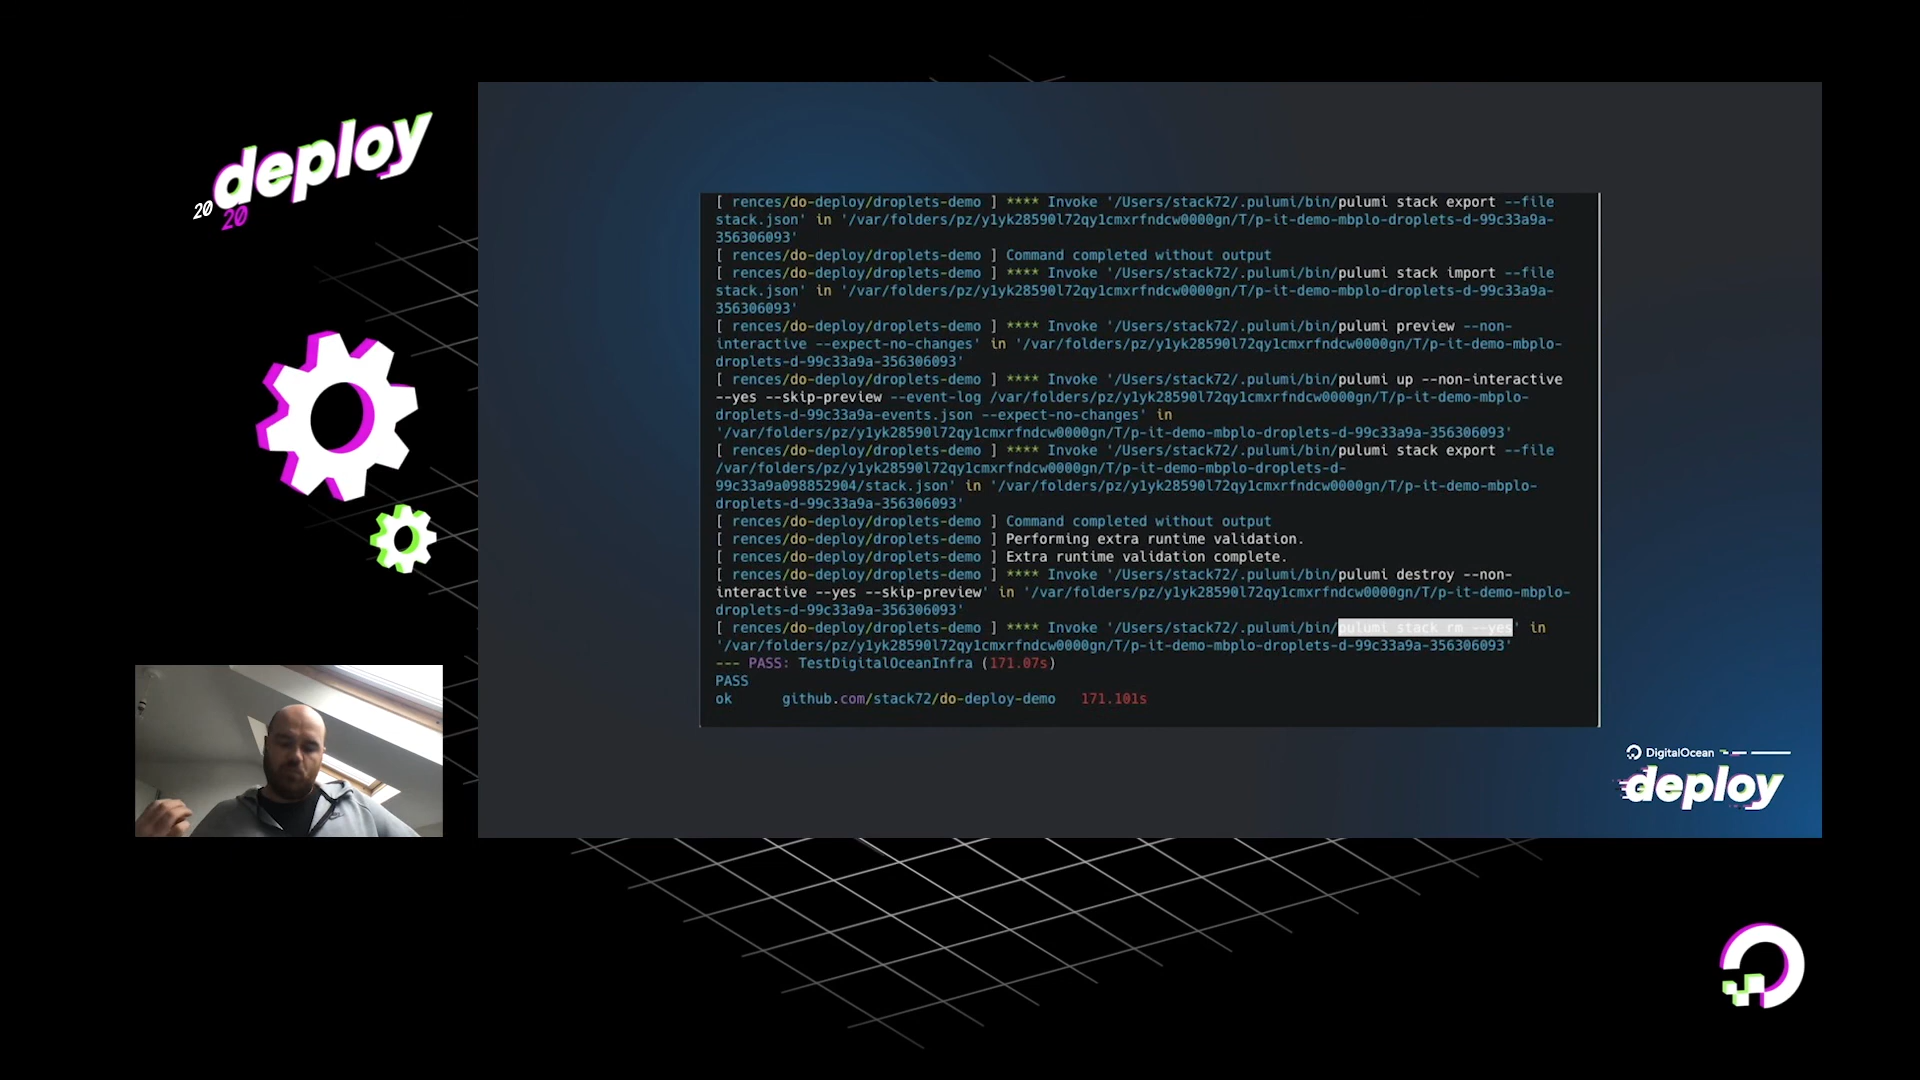 deploy
20
20
[ rences/do-deploy/droplets-demo ] **** Invoke '/Users/stack72/.pulumi/bin/pulumi stack export --file
stack.json' in '/var/folders/pz/y1yk28590l72qy1cmxrfndcw0000gn/T/p-it-demo-mbplo-droplets-d-99c33a9a-
356306093'
[ rences/do-deploy/droplets-demo ] Command completed without output
[ rences/do-deploy/droplets-demo ] **** Invoke '/Users/stack72/.pulumi/bin/pulumi stack import --file
stack.json' in '/var/folders/pz/y1yk28590l72qy1cmxrfndcw0000gn/T/p-it-demo-mbplo-droplets-d-99c33a9a-
356306093'
[ rences/do-deploy/droplets-demo ] **** Invoke '/Users/stack72/.pulumi/bin/pulumi preview --non-
interactive --expect-no-changes' in '/var/folders/pz/y1yk28590l72qy1cmxrfndcw0000gn/T/p-it-demo-mbplo-
droplets-d-99c33a9a-356306093'
[ rences/do-deploy/droplets-demo ] **** Invoke '/Users/stack72/.pulumi/bin/pulumi up --non-interactive
--yes --skip-preview --event-log /var/folders/pz/y1yk28590l72qy1cmxrfndcw0000gn/T/p-it-demo-mbplo-
droplets-d-99c33a9a-events.json --expect-no-changes' in
'/var/folders/pz/y1yk28590l72qy1cmxrfndcw0000gn/T/p-it-demo-mbplo-droplets-d-99c33a9a-356306093'
[ rences/do-deploy/droplets-demo ] **** Invoke '/Users/stack72/.pulumi/bin/pulumi stack export --file
/var/folders/pz/y1yk28590l72qy1cmxrfndcw0000gn/T/p-it-demo-mbplo-droplets-d-
99c33a9a098852904/stack.json' in '/var/folders/pz/y1yk28590l72qy1cmxrfndcw0000gn/T/p-it-demo-mbplo-
droplets-d-99c33a9a-356306093'
[ rences/do-deploy/droplets-demo ] Command completed without output
[ rences/do-deploy/droplets-demo ] Performing extra runtime validation.
[ rences/do-deploy/droplets-demo ] Extra runtime validation complete.
[ rences/do-deploy/droplets-demo ] **** Invoke '/Users/stack72/.pulumi/bin/pulumi destroy --non-
interactive --yes --skip-preview' in '/var/folders/pz/y1yk28590l72qy1cmxrfndcw0000gn/T/p-it-demo-mbplo-
droplets-d-99c33a9a-356306093'
[ rences/do-deploy/droplets-demo ] **** Invoke '/Users/stack72/.pulumi/bin/pulumi stack rm --yes' in
'/var/folders/pz/y1yk28590l72qy1cmxrfndcw0000gn/T/p-it-demo-mbplo-droplets-d-99c33a9a-356306093'
--- PASS: TestDigitalOceanInfra (171.07s)
PASS
ok      github.com/stack72/do-deploy-demo   171.101s
DigitalOcean
deploy